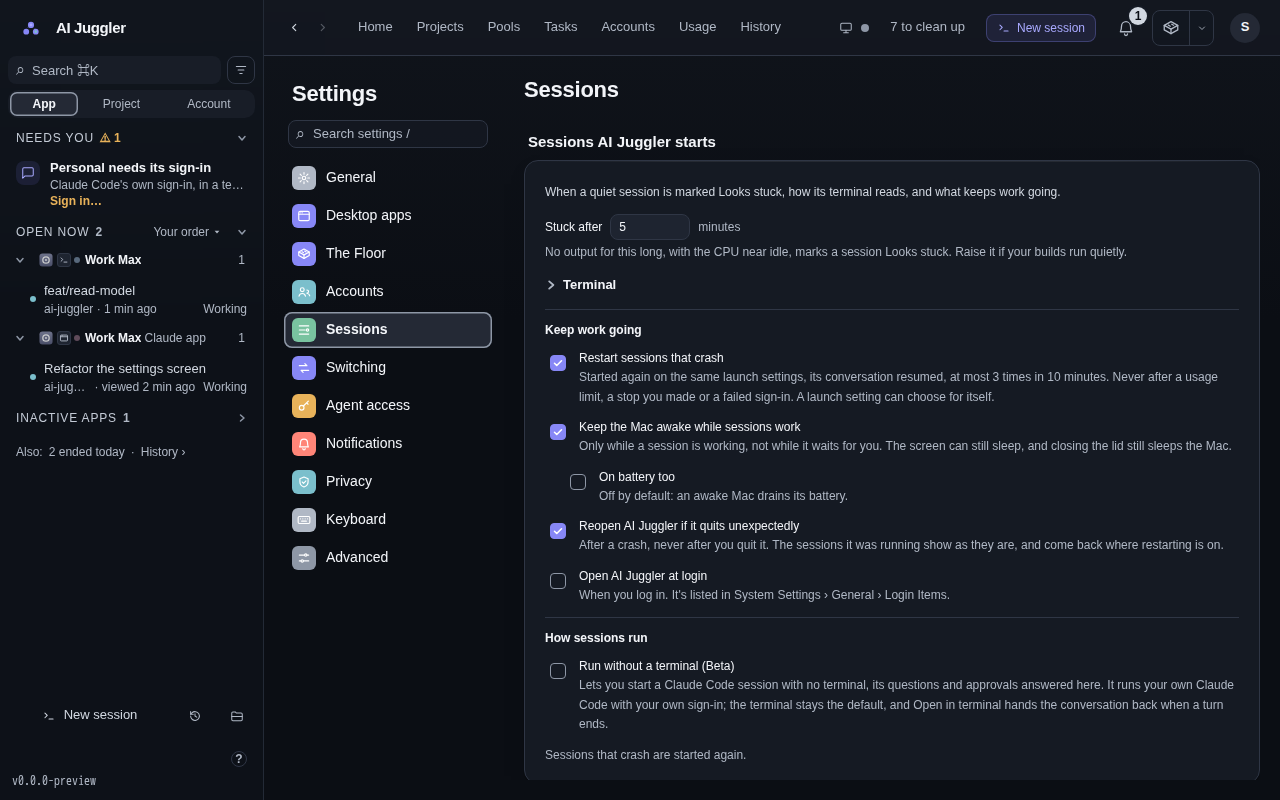 AI Juggler
Search ⌘K
App
Project
Account
NEEDS YOU 1
Personal needs its sign-in
Claude Code's own sign-in, in a te…
Sign in…
OPEN NOW 2
Your order
Work Max
1
feat/read-model
ai-juggler · 1 min ago
Working
Work Max Claude app
1
Refactor the settings screen
ai-jug… · viewed 2 min ago
Working
INACTIVE APPS 1
Also: 2 ended today · History ›
New session
?
v0.0.0-preview
Home
Projects
Pools
Tasks
Accounts
Usage
History
7 to clean up
New session
1
S
Settings
Search settings /
General
Desktop apps
The Floor
Accounts
Sessions
Switching
Agent access
Notifications
Privacy
Keyboard
Advanced
Sessions
Sessions AI Juggler starts
When a quiet session is marked Looks stuck, how its terminal reads, and what keeps work going.
Stuck after 5 minutes
No output for this long, with the CPU near idle, marks a session Looks stuck. Raise it if your builds run quietly.
Terminal
Keep work going
Restart sessions that crash
Started again on the same launch settings, its conversation resumed, at most 3 times in 10 minutes. Never after a usage
limit, a stop you made or a failed sign-in. A launch setting can choose for itself.
Keep the Mac awake while sessions work
Only while a session is working, not while it waits for you. The screen can still sleep, and closing the lid still sleeps the Mac.
On battery too
Off by default: an awake Mac drains its battery.
Reopen AI Juggler if it quits unexpectedly
After a crash, never after you quit it. The sessions it was running show as they are, and come back where restarting is on.
Open AI Juggler at login
When you log in. It's listed in System Settings › General › Login Items.
How sessions run
Run without a terminal (Beta)
Lets you start a Claude Code session with no terminal, its questions and approvals answered here. It runs your own Claude
Code with your own sign-in; the terminal stays the default, and Open in terminal hands the conversation back when a turn
ends.
Sessions that crash are started again.